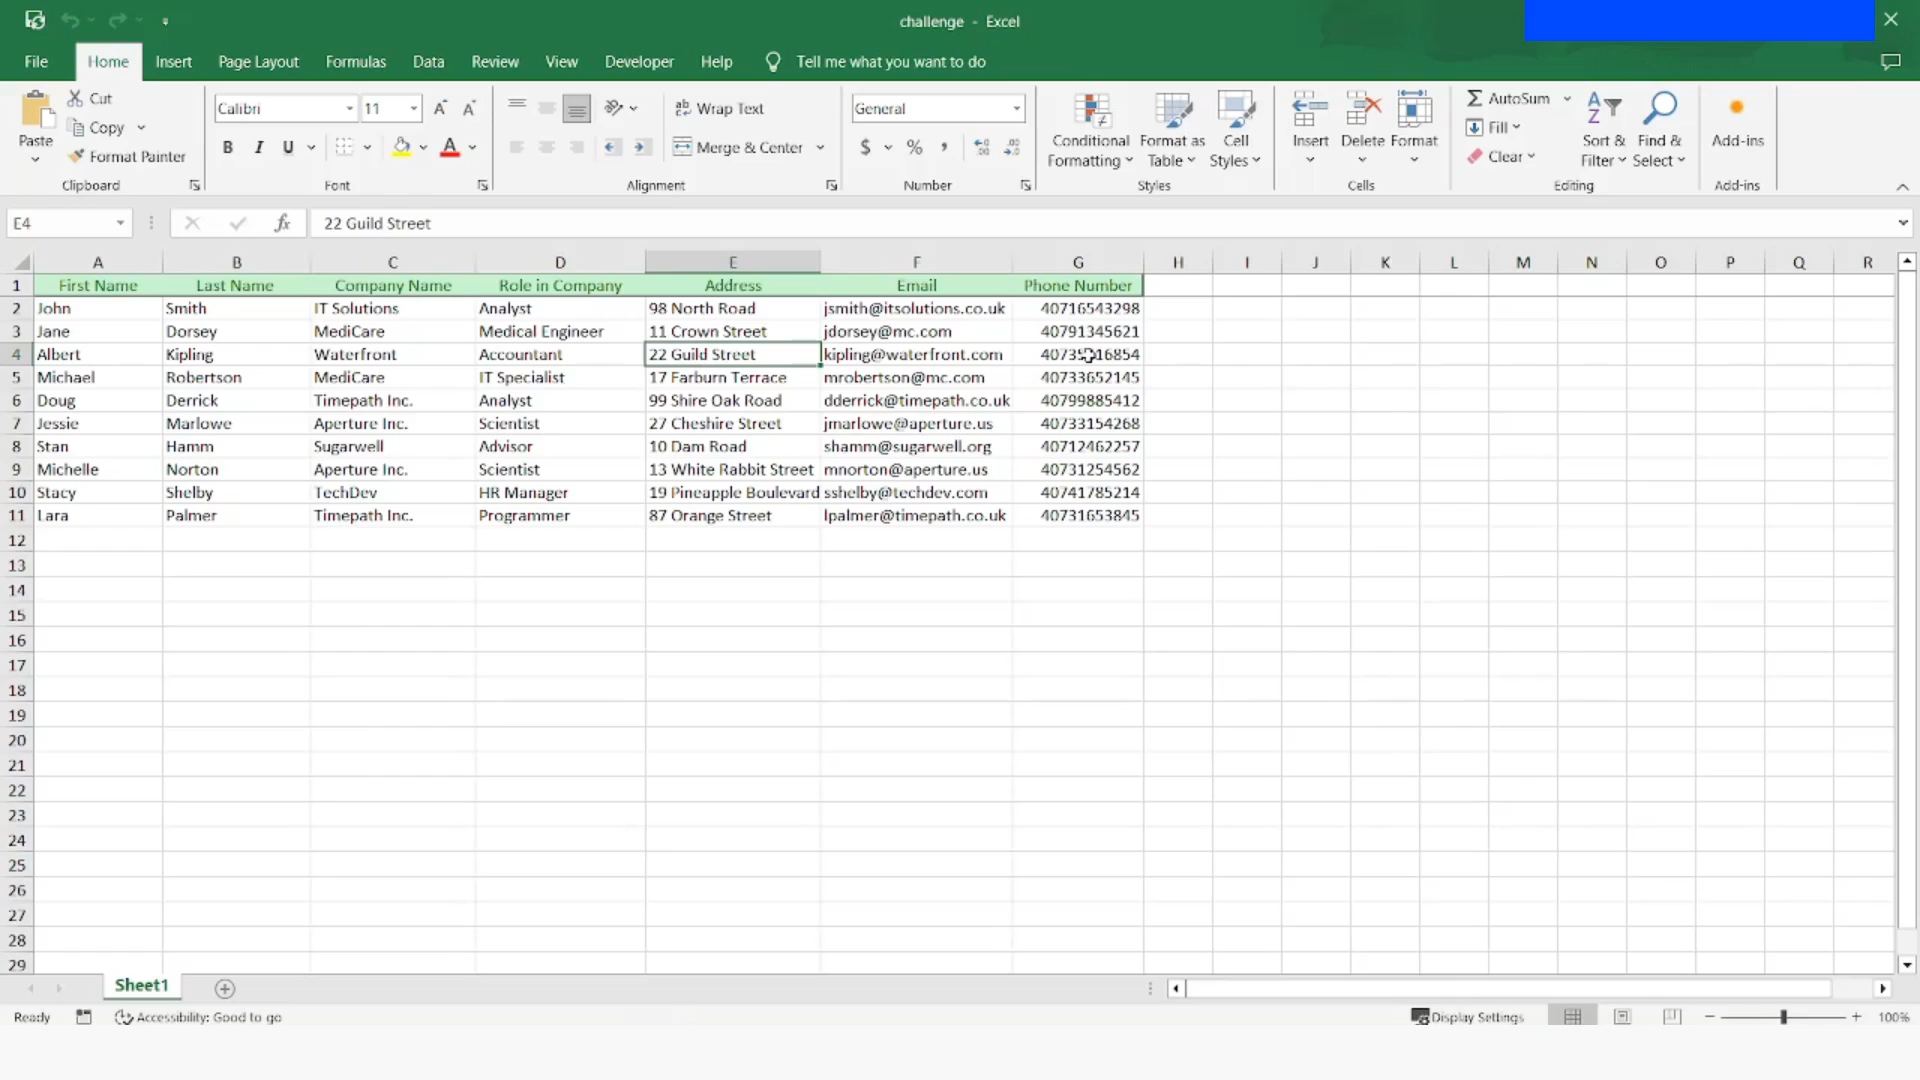 challenge - Excel
File Home Insert Page Layout Formulas Data Review View Developer Help Tell me what you want to do
Paste Cut Copy Format Painter Clipboard
Calibri 11 B I U A Font
Wrap Text Merge & Center Alignment
General $ % , Number
Conditional Formatting Format as Table Cell Styles Styles
Insert Delete Format Cells
AutoSum Fill Clear Sort & Filter Find & Select Editing
Add-ins Add-ins
E4 fx 22 Guild Street
A B C D E F G H I J K L M N O P Q R
1 First Name Last Name Company Name Role in Company Address Email Phone Number
2 John Smith IT Solutions Analyst 98 North Road jsmith@itsolutions.co.uk 40716543298
3 Jane Dorsey MediCare Medical Engineer 11 Crown Street jdorsey@mc.com 40791345621
4 Albert Kipling Waterfront Accountant 22 Guild Street kipling@waterfront.com
5 Michael Robertson MediCare IT Specialist 17 Farburn Terrace mrobertson@mc.com 40733652145
6 Doug Derrick Timepath Inc. Analyst 99 Shire Oak Road dderrick@timepath.co.uk 40799885412
7 Jessie Marlowe Aperture Inc. Scientist 27 Cheshire Street jmarlowe@aperture.us 40733154268
8 Stan Hamm Sugarwell Advisor 10 Dam Road shamm@sugarwell.org 40712462257
9 Michelle Norton Aperture Inc. Scientist 13 White Rabbit Street mnorton@aperture.us 40731254562
10 Stacy Shelby TechDev HR Manager 19 Pineapple Boulevard sshelby@techdev.com 40741785214
11 Lara Palmer Timepath Inc. Programmer 87 Orange Street lpalmer@timepath.co.uk 40731653845
12
13
14
15
16
17
18
19
20
21
22
23
24
25
26
27
28
29
Sheet1
Ready Accessibility: Good to go Display Settings 100%